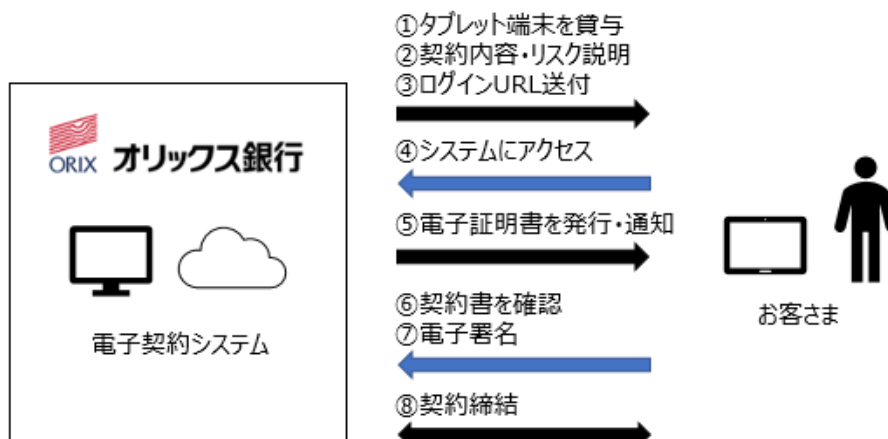 ①タブレット端末を貸与
②契約内容・リスク説明
③ログインURL送付
ORIX オリックス銀行
④システムにアクセス
⑤電子証明書を発行・通知
電子契約システム
⑥契約書を確認
⑦電子署名
お客さま
⑧契約締結